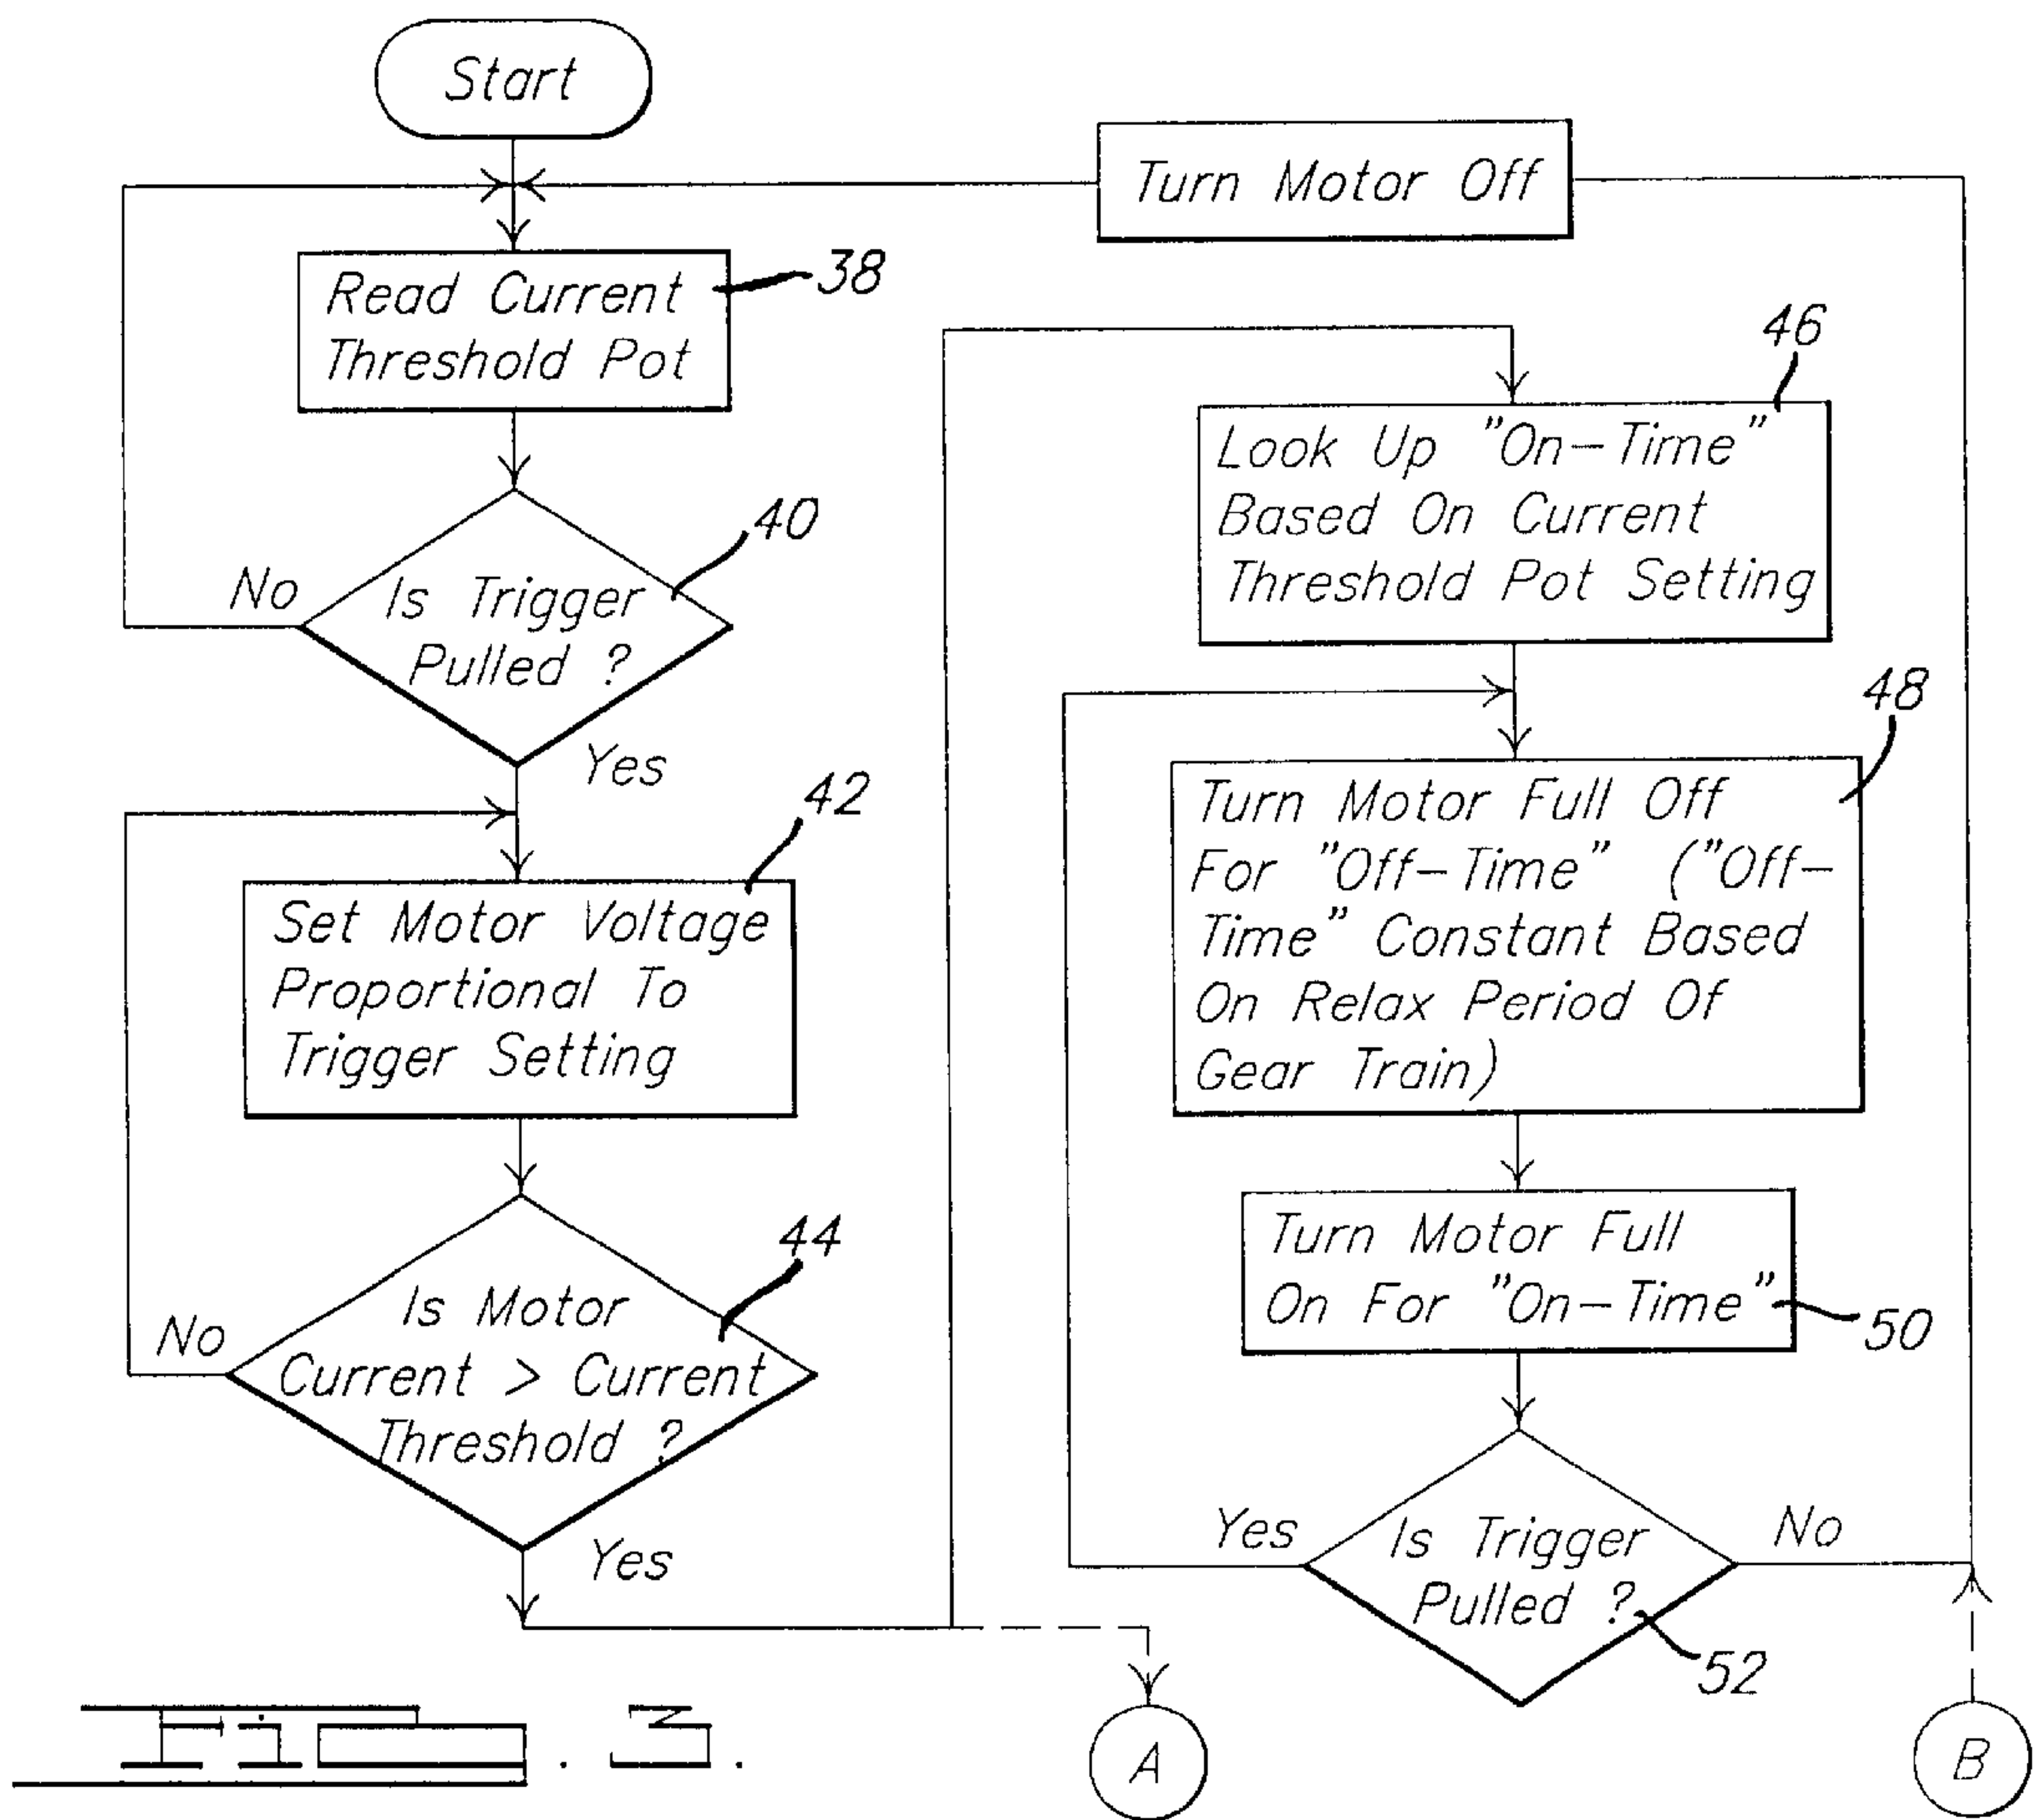 Start
Turn Motor Off
Read Current
Threshold Pot
38
Is Trigger
Pulled ?
40
No
Yes
Set Motor Voltage
Proportional To
Trigger Setting
42
Is Motor
Current > Current
Threshold ?
44
No
Yes
Look Up "On-Time"
Based On Current
Threshold Pot Setting
46
Turn Motor Full Off
For "Off-Time" ("Off-
Time" Constant Based
On Relax Period Of
Gear Train)
48
Turn Motor Full
On For "On-Time"
50
Is Trigger
Pulled ?
52
Yes
No
A
B
Fig. 3.